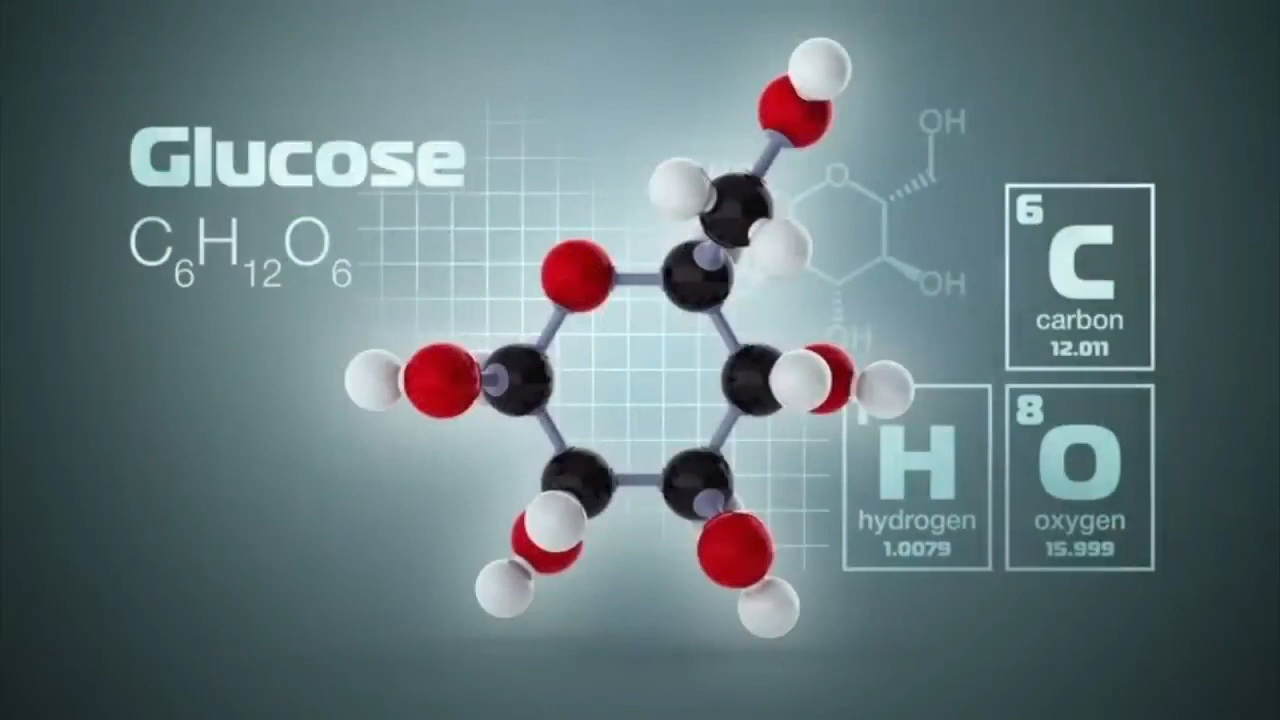 Glucose
C₆H₁₂O₆
OH
O
OH
OH
6
C
carbon
12.011
H
hydrogen
1.0079
8
O
oxygen
15.999